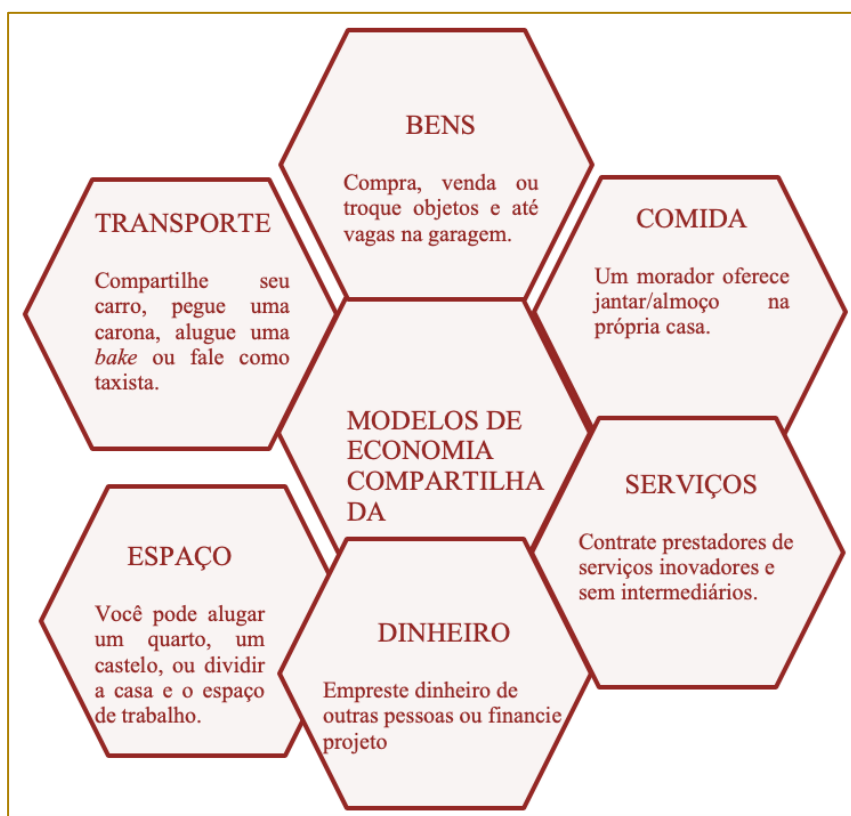 BENS
Compra, venda ou
troque objetos e até
vagas na garagem.
TRANSPORTE
Compartilhe seu
carro, pegue uma
carona, alugue uma
bake ou fale como
taxista.
COMIDA
Um morador oferece
jantar/almoço na
própria casa.
MODELOS DE
ECONOMIA
COMPARTILHA
DA
SERVIÇOS
Contrate prestadores de
serviços inovadores e
sem intermediários.
ESPAÇO
Você pode alugar
um quarto, um
castelo, ou dividir
a casa e o espaço
de trabalho.
DINHEIRO
Empreste dinheiro de
outras pessoas ou financie
projeto